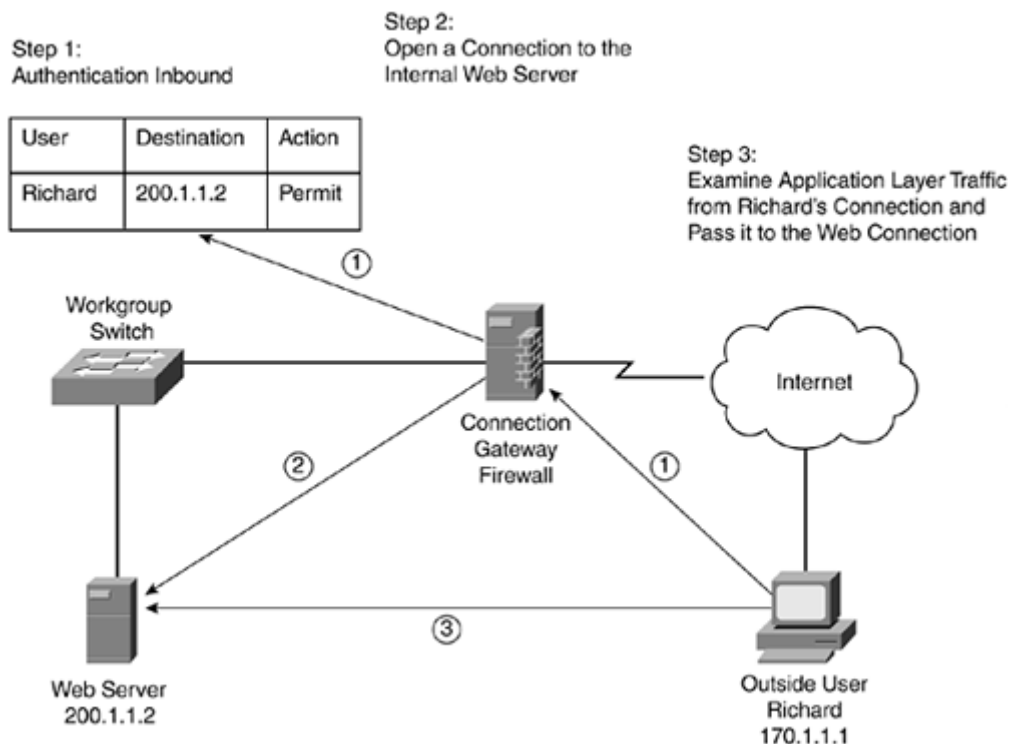 Step 1:
Authentication Inbound
Step 2:
Open a Connection to the
Internal Web Server
User Destination Action
Richard 200.1.1.2 Permit
Step 3:
Examine Application Layer Traffic
from Richard's Connection and
Pass it to the Web Connection
1
Workgroup
Switch
Internet
Connection
Gateway
Firewall
2
1
3
Web Server
200.1.1.2
Outside User
Richard
170.1.1.1